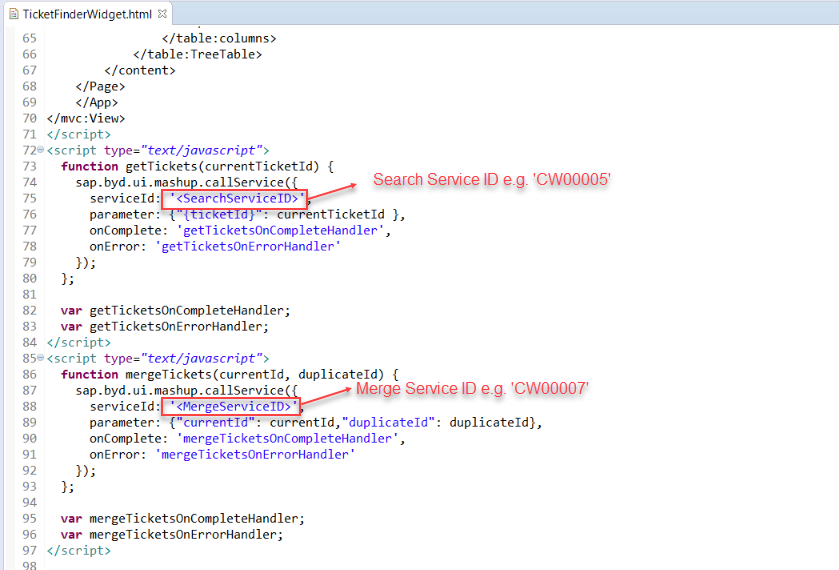 TicketFinderWidget.html
65 </table:columns>
66 </table:TreeTable>
67 </content>
68 </Page>
69 </App>
70 </mvc:View>
71 </script>
72 <script type="text/javascript">
73 function getTickets(currentTicketId) {
74 sap.byd.ui.mashup.callService({
75 serviceId: '<SearchServiceID>', Search Service ID e.g. 'CW00005'
76 parameter: {"{ticketId}": currentTicketId },
77 onComplete: 'getTicketsOnCompleteHandler',
78 onError: 'getTicketsOnErrorHandler'
79 });
80 };
81
82 var getTicketsOnCompleteHandler;
83 var getTicketsOnErrorHandler;
84 </script>
85 <script type="text/javascript">
86 function mergeTickets(currentId, duplicateId) {
87 sap.byd.ui.mashup.callService({
88 serviceId: '<MergeServiceID>', Merge Service ID e.g. 'CW00007'
89 parameter: {"currentId": currentId,"duplicateId": duplicateId},
90 onComplete: 'mergeTicketsOnCompleteHandler',
91 onError: 'mergeTicketsOnErrorHandler'
92 });
93 };
94
95 var mergeTicketsOnCompleteHandler;
96 var mergeTicketsOnErrorHandler;
97 </script>
98